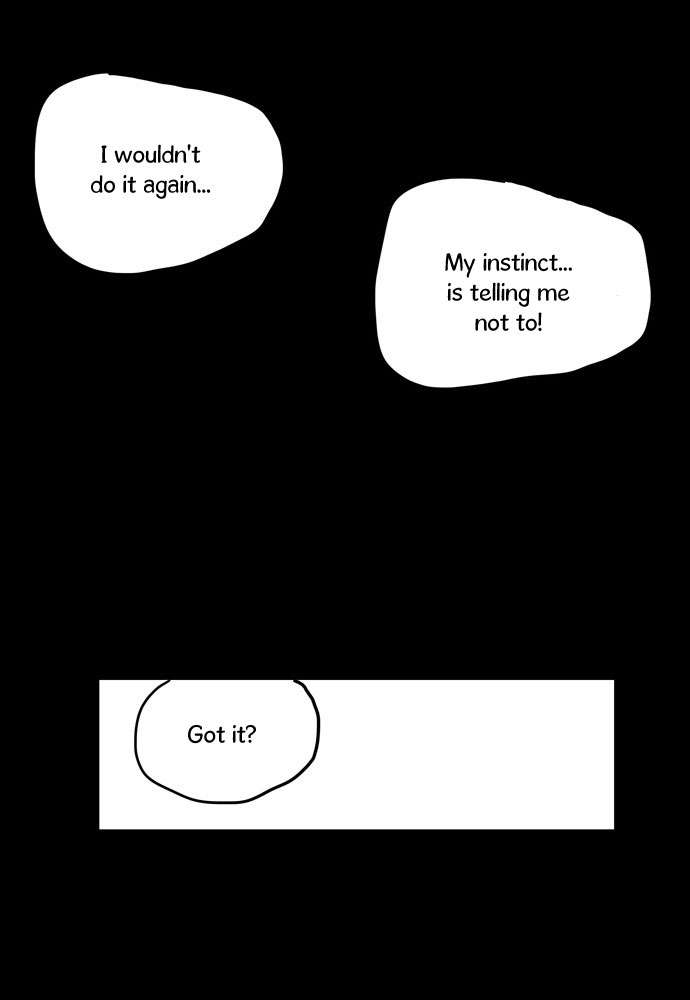 I wouldn't
do it again...
My instinct...
is telling me
not to!
Got it?